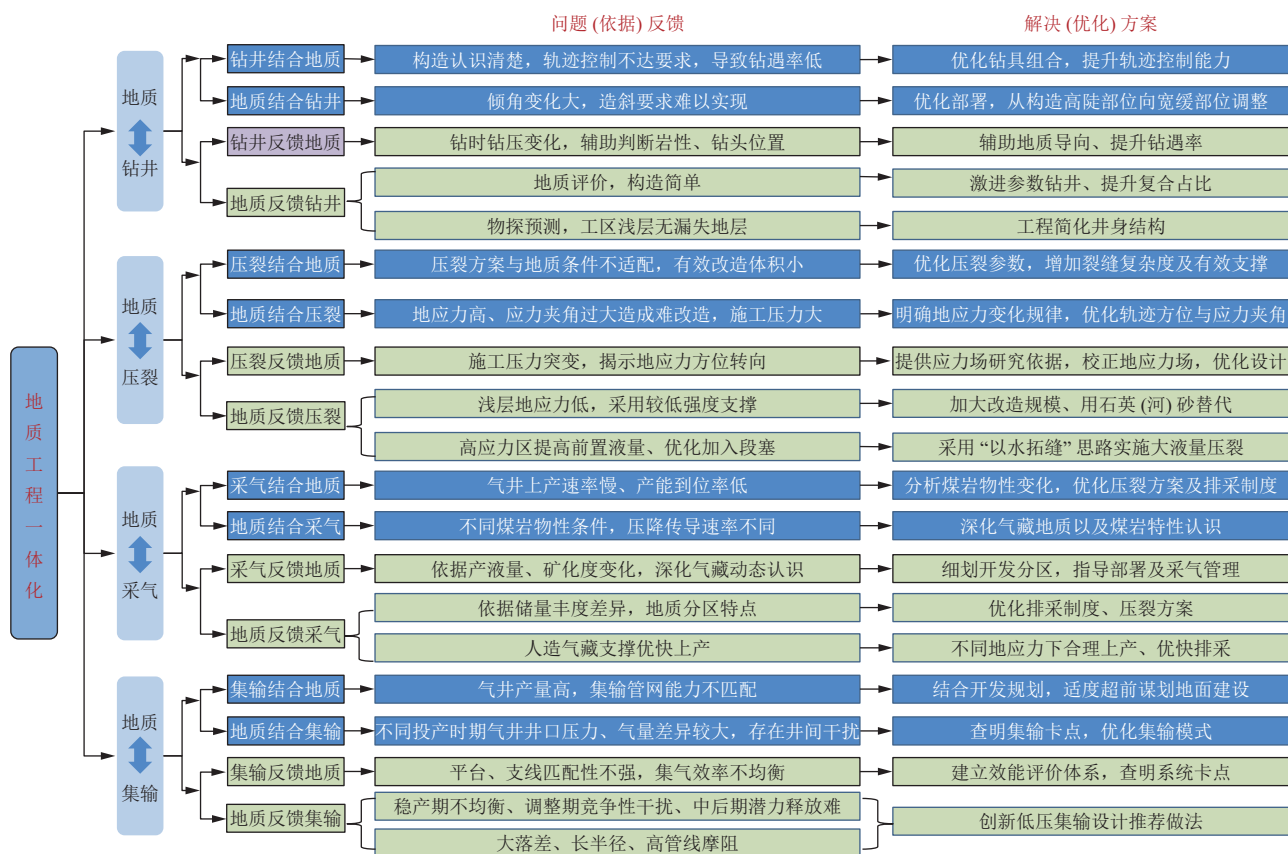 问题 (依据) 反馈
解决 (优化) 方案
地质工程一体化
地质
钻井
钻井结合地质
构造认识清楚，轨迹控制不达要求，导致钻遇率低
优化钻具组合，提升轨迹控制能力
地质结合钻井
倾角变化大，造斜要求难以实现
优化部署，从构造高陡部位向宽缓部位调整
钻井反馈地质
钻时钻压变化，辅助判断岩性、钻头位置
辅助地质导向、提升钻遇率
地质反馈钻井
地质评价，构造简单
激进参数钻井、提升复合占比
物探预测，工区浅层无漏失地层
工程简化井身结构
地质
压裂
压裂结合地质
压裂方案与地质条件不适配，有效改造体积小
优化压裂参数，增加裂缝复杂度及有效支撑
地质结合压裂
地应力高、应力夹角过大造成难改造，施工压力大
明确地应力变化规律，优化轨迹方位与应力夹角
压裂反馈地质
施工压力突变，揭示地应力方位转向
提供应力场研究依据，校正地应力场，优化设计
地质反馈压裂
浅层地应力低，采用较低强度支撑
加大改造规模、用石英 (河) 砂替代
高应力区提高前置液量、优化加入段塞
采用 “以水拓缝” 思路实施大液量压裂
地质
采气
采气结合地质
气井上产速率慢、产能到位率低
分析煤岩物性变化，优化压裂方案及排采制度
地质结合采气
不同煤岩物性条件，压降传导速率不同
深化气藏地质以及煤岩特性认识
采气反馈地质
依据产液量、矿化度变化，深化气藏动态认识
细划开发分区，指导部署及采气管理
地质反馈采气
依据储量丰度差异，地质分区特点
优化排采制度、压裂方案
人造气藏支撑优快上产
不同地应力下合理上产、优快排采
地质
集输
集输结合地质
气井产量高，集输管网能力不匹配
结合开发规划，适度超前谋划地面建设
地质结合集输
不同投产时期气井井口压力、气量差异较大，存在井间干扰
查明集输卡点，优化集输模式
集输反馈地质
平台、支线匹配性不强，集气效率不均衡
建立效能评价体系，查明系统卡点
地质反馈集输
稳产期不均衡、调整期竞争性干扰、中后期潜力释放难
大落差、长半径、高管线摩阻
创新低压集输设计推荐做法